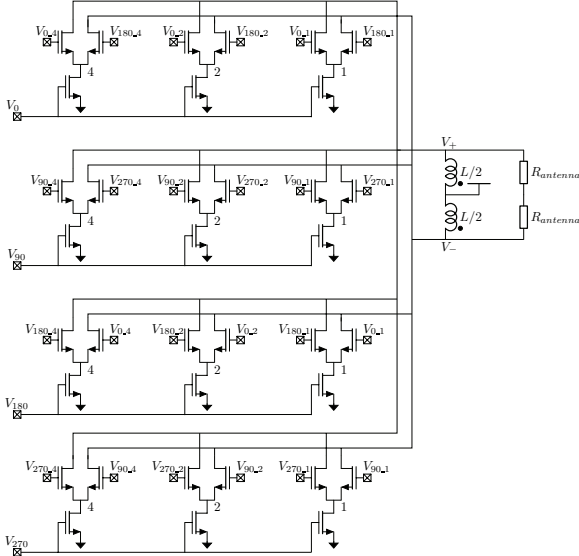 V0_4 V180_4 V0_2 V180_2 V0_1 V180_1
4 2 1
V0
V+
V90_4 V270_4 V90_2 V270_2 V90_1 V270_1
L/2 Rantenna
4 2 1
L/2 Rantenna
V90
V−
V180_4 V0_4 V180_2 V0_2 V180_1 V0_1
4 2 1
V180
V270_4 V90_4 V270_2 V90_2 V270_1 V90_1
4 2 1
V270